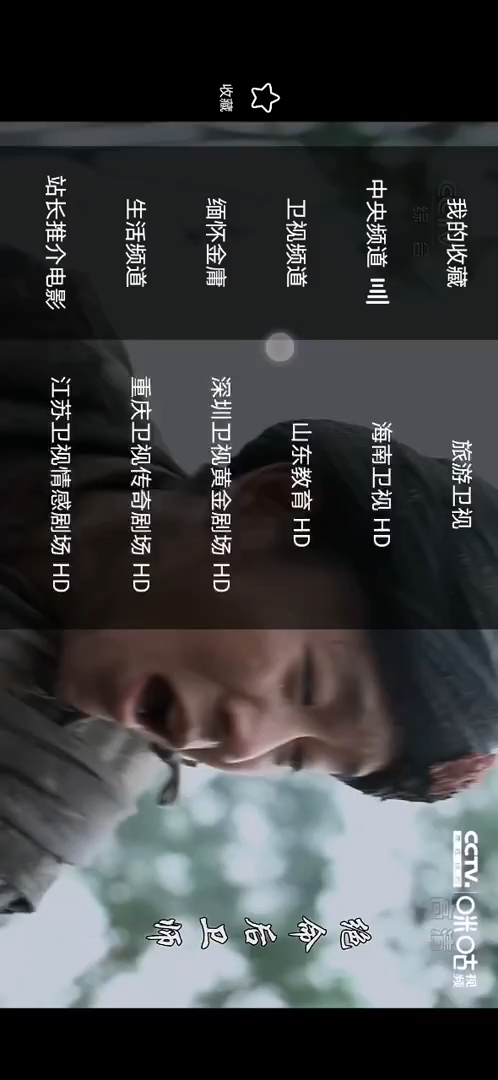 收藏
我的收藏
中央频道
卫视频道
缅怀金庸
生活频道
站长推介电影
旅游卫视
海南卫视 HD
山东教育 HD
深圳卫视黄金剧场 HD
重庆卫视传奇剧场 HD
江苏卫视情感剧场 HD
CCTV
综合
CCTV.
咪咕
视频
高清
绝命后卫师